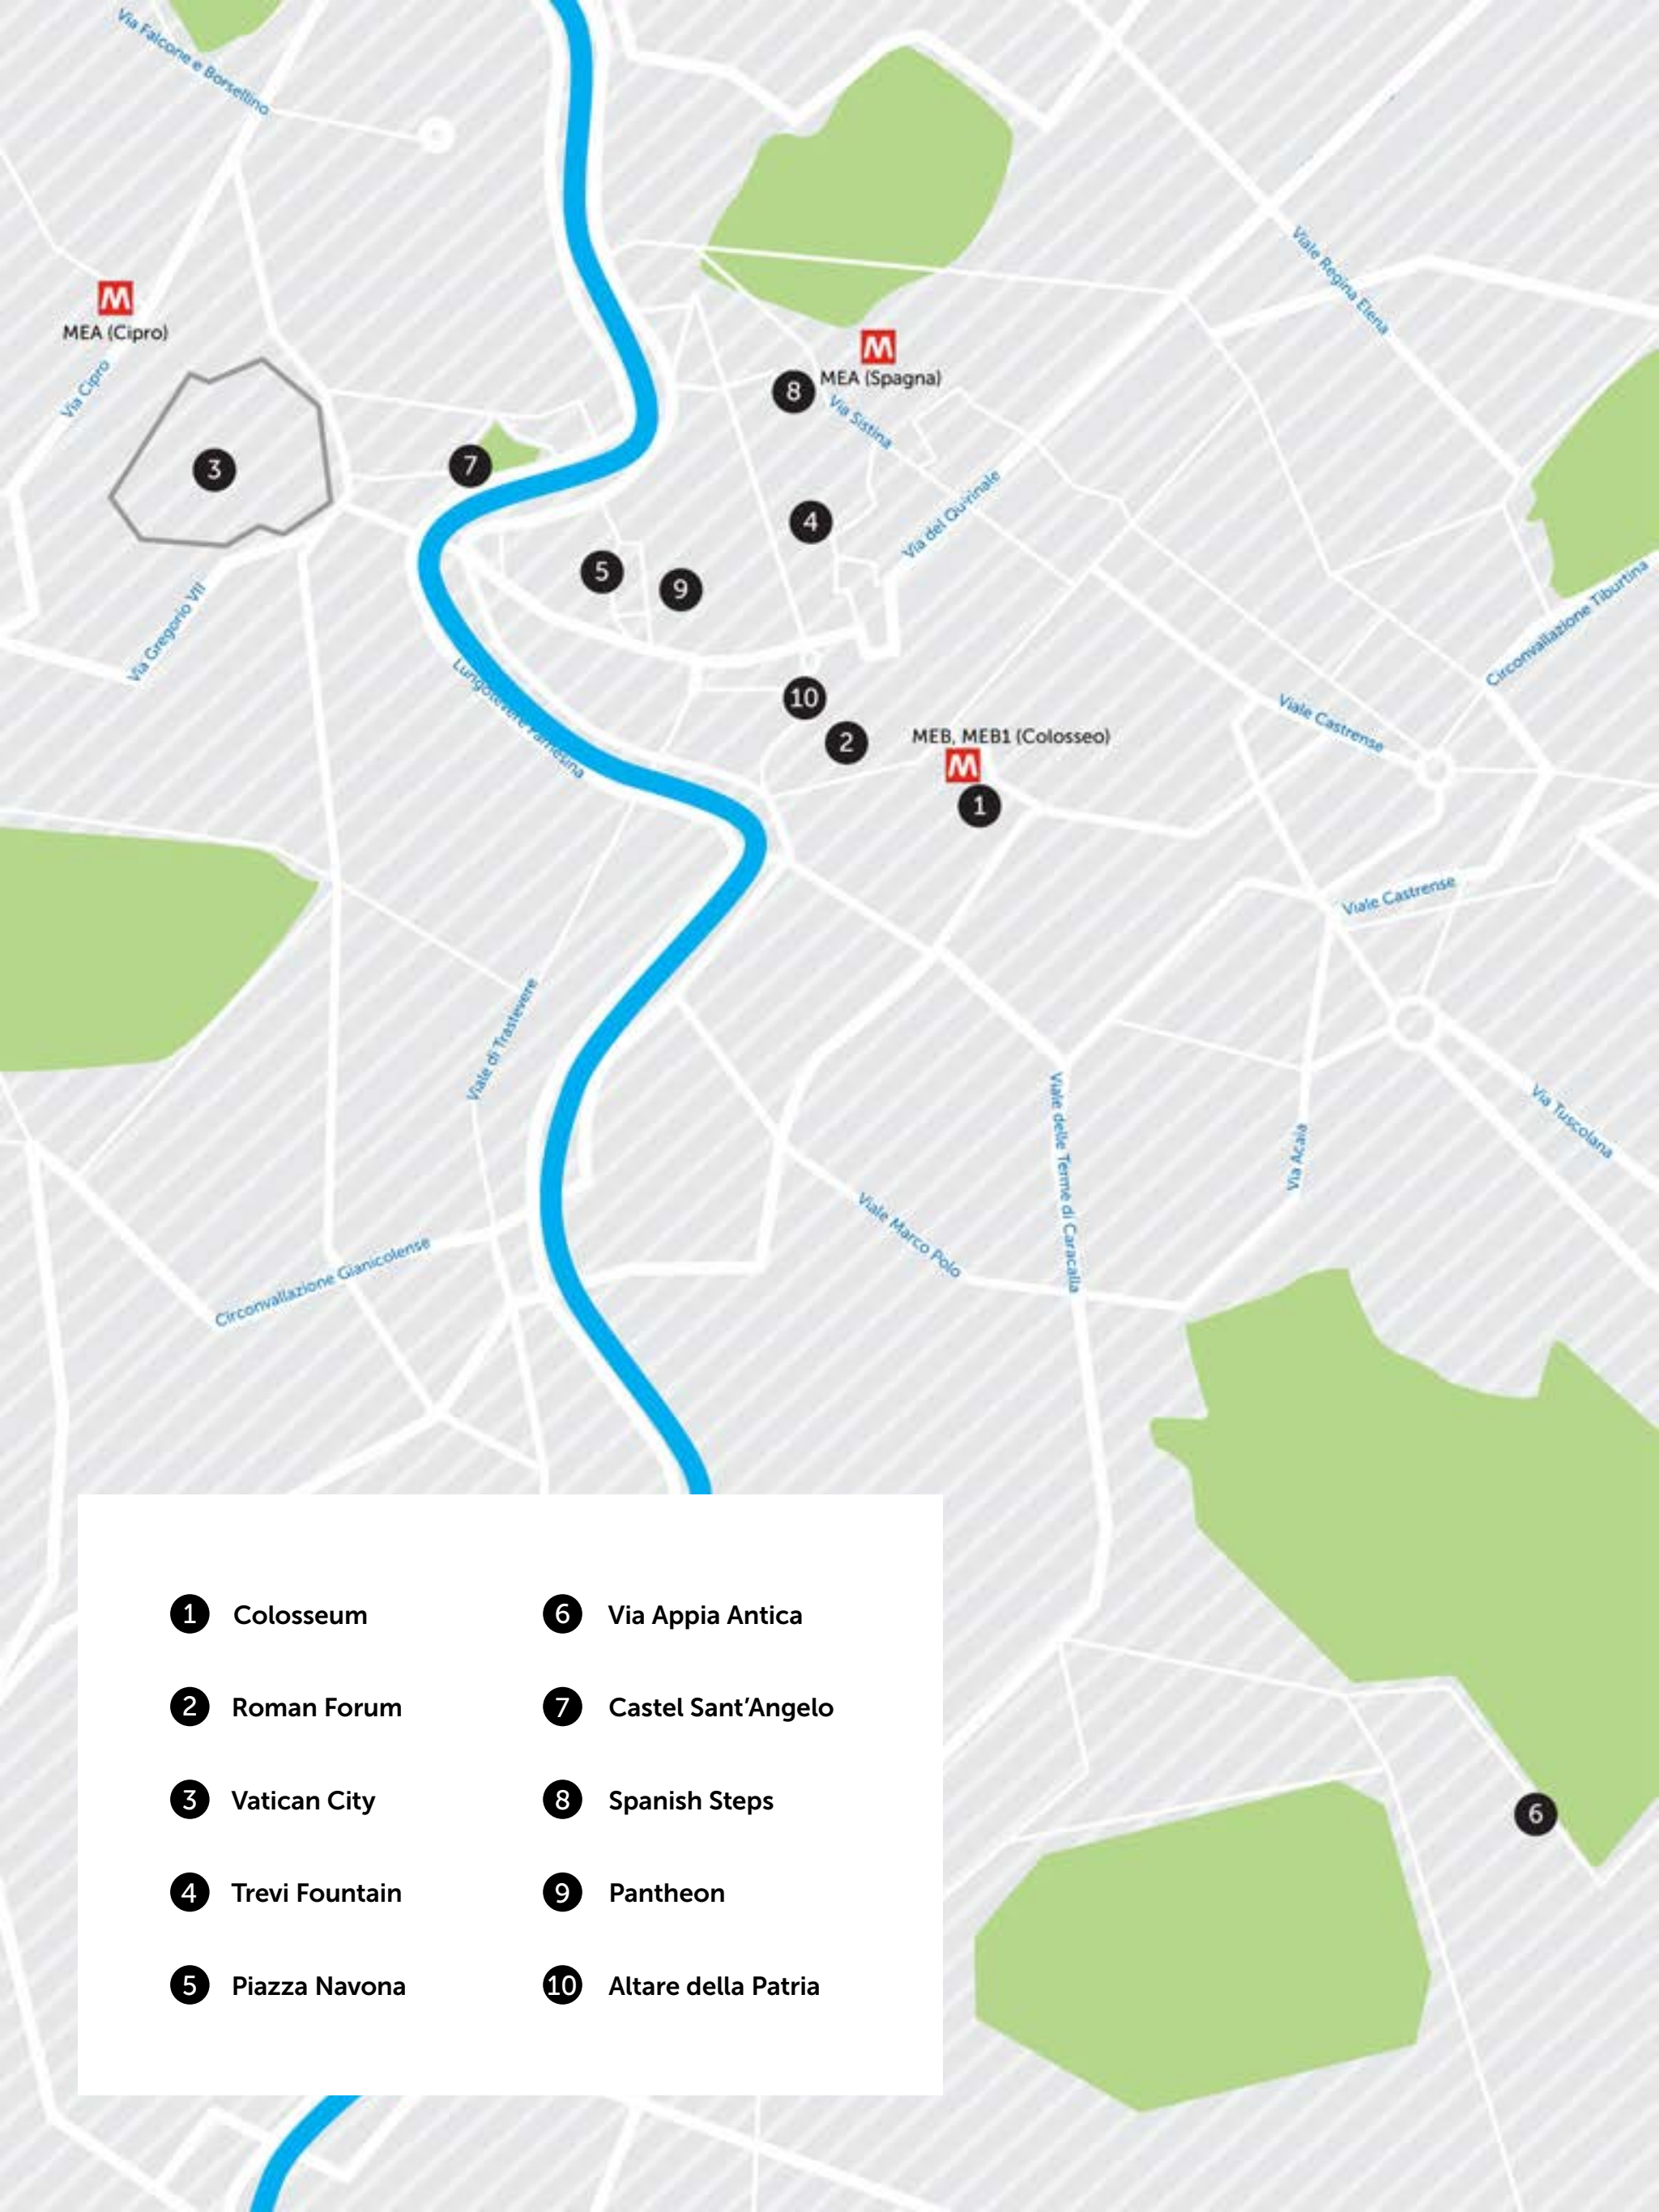 Via Falcone e Borsellino
Viale Regina Elena
M
MEA (Cipro)
M
MEA (Spagna)
8
Via Cipro
Via Sistina
3
7
Via del Quirinale
4
5
9
Via Gregorio VII
Circonvallazione Tiburtina
Lungotevere Farnesina
10
2
MEB, MEB1 (Colosseo)
M
1
Viale Castrense
Viale Castrense
Viale di Trastevere
Viale delle Terme di Caracalla
Via Acaia
Via Tuscolana
Viale Marco Polo
Circonvallazione Gianicolense
6
1 Colosseum
2 Roman Forum
3 Vatican City
4 Trevi Fountain
5 Piazza Navona
6 Via Appia Antica
7 Castel Sant’Angelo
8 Spanish Steps
9 Pantheon
10 Altare della Patria